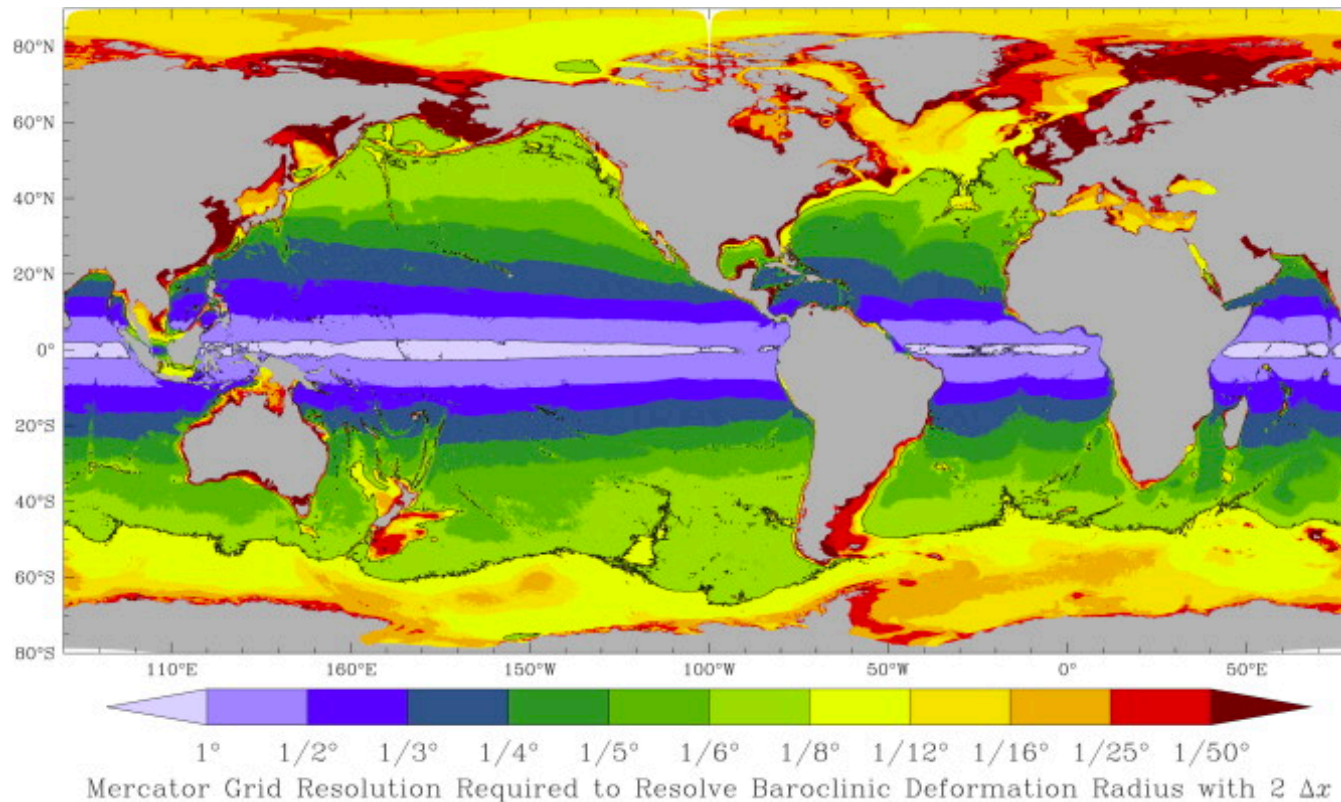 80°N
60°N
40°N
20°N
0°
20°S
40°S
60°S
80°S
110°E 160°E 150°W 100°W 50°W 0° 50°E
1° 1/2° 1/3° 1/4° 1/5° 1/6° 1/8° 1/12° 1/16° 1/25° 1/50°
Mercator Grid Resolution Required to Resolve Baroclinic Deformation Radius with 2 Δx